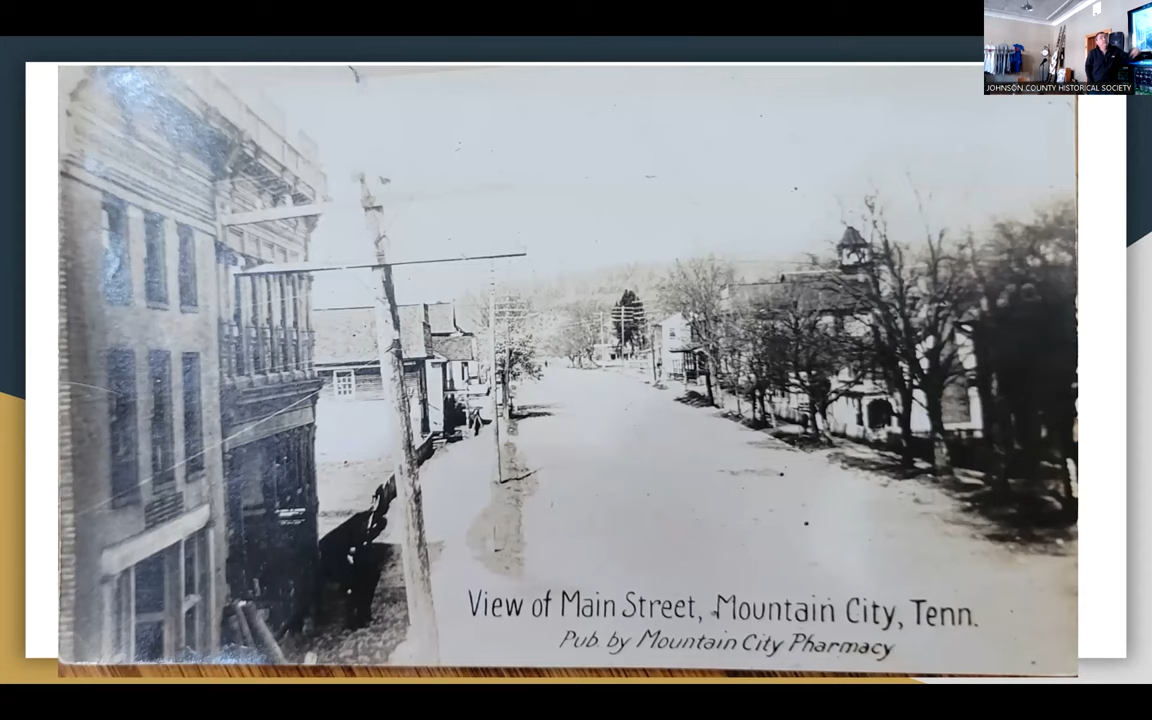 JOHNSON COUNTY HISTORICAL SOCIETY
View of Main Street, Mountain City, Tenn.
Pub. by Mountain City Pharmacy